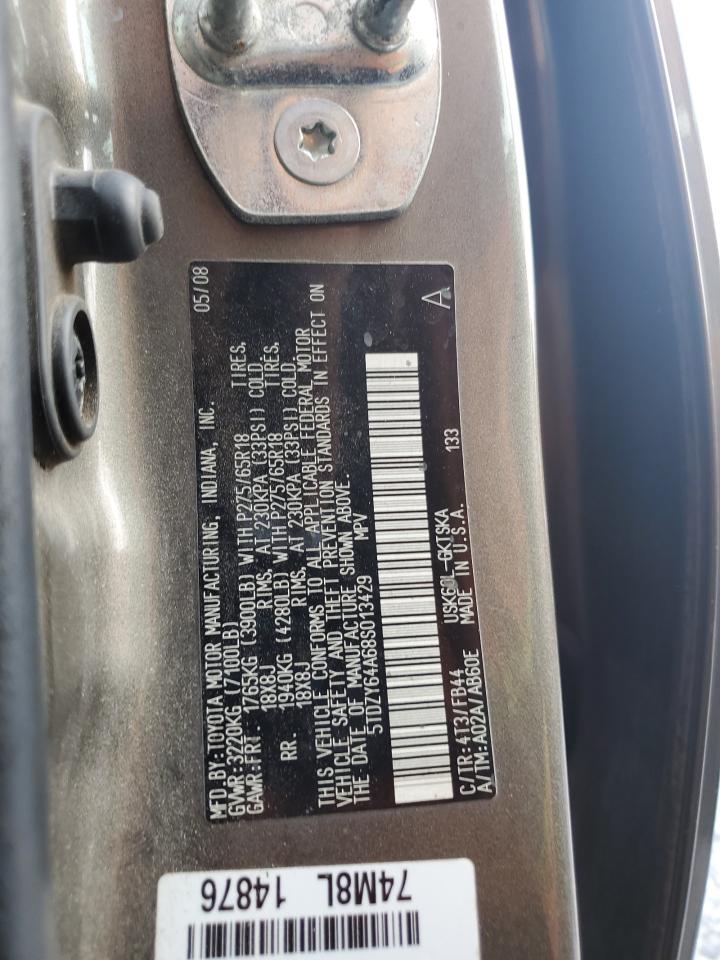 MFD.BY:TOYOTA MOTOR MANUFACTURING, INDIANA, INC. 05/08
GVWR:3220KG (7100LB)
GAWR:FRT. 1765KG (3900LB) WITH P275/65R18 TIRES,
18X8J RIMS, AT 230KPA (33PSI) COLD.
RR. 1940KG (4280LB) WITH P275/65R18 TIRES,
18X8J RIMS, AT 230KPA (33PSI) COLD.
THIS VEHICLE CONFORMS TO ALL APPLICABLE FEDERAL MOTOR
VEHICLE SAFETY AND THEFT PREVENTION STANDARDS IN EFFECT ON
THE DATE OF MANUFACTURE SHOWN ABOVE.
5TDZY64A68S013429 MPV
A
C/TR:4T3/FB44 USK60L-GKTSKA
A/TM:A02A/AB60E MADE IN U.S.A. 133
74M8L 14876